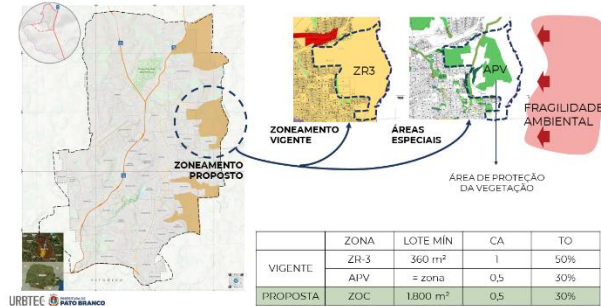 ZR3
APV
FRAGILIDADE
AMBIENTAL
ZONEAMENTO
VIGENTE
ÁREAS
ESPECIAIS
ZONEAMENTO
PROPOSTO
ÁREA DE PROTEÇÃO
DA VEGETAÇÃO
ZONA LOTE MÍN CA TO
VIGENTE ZR-3 360 m² 1 50%
APV = zona 0,5 30%
PROPOSTA ZOC 1.800 m² 0,5 30%
URBTEC PREFEITURA DE PATO BRANCO